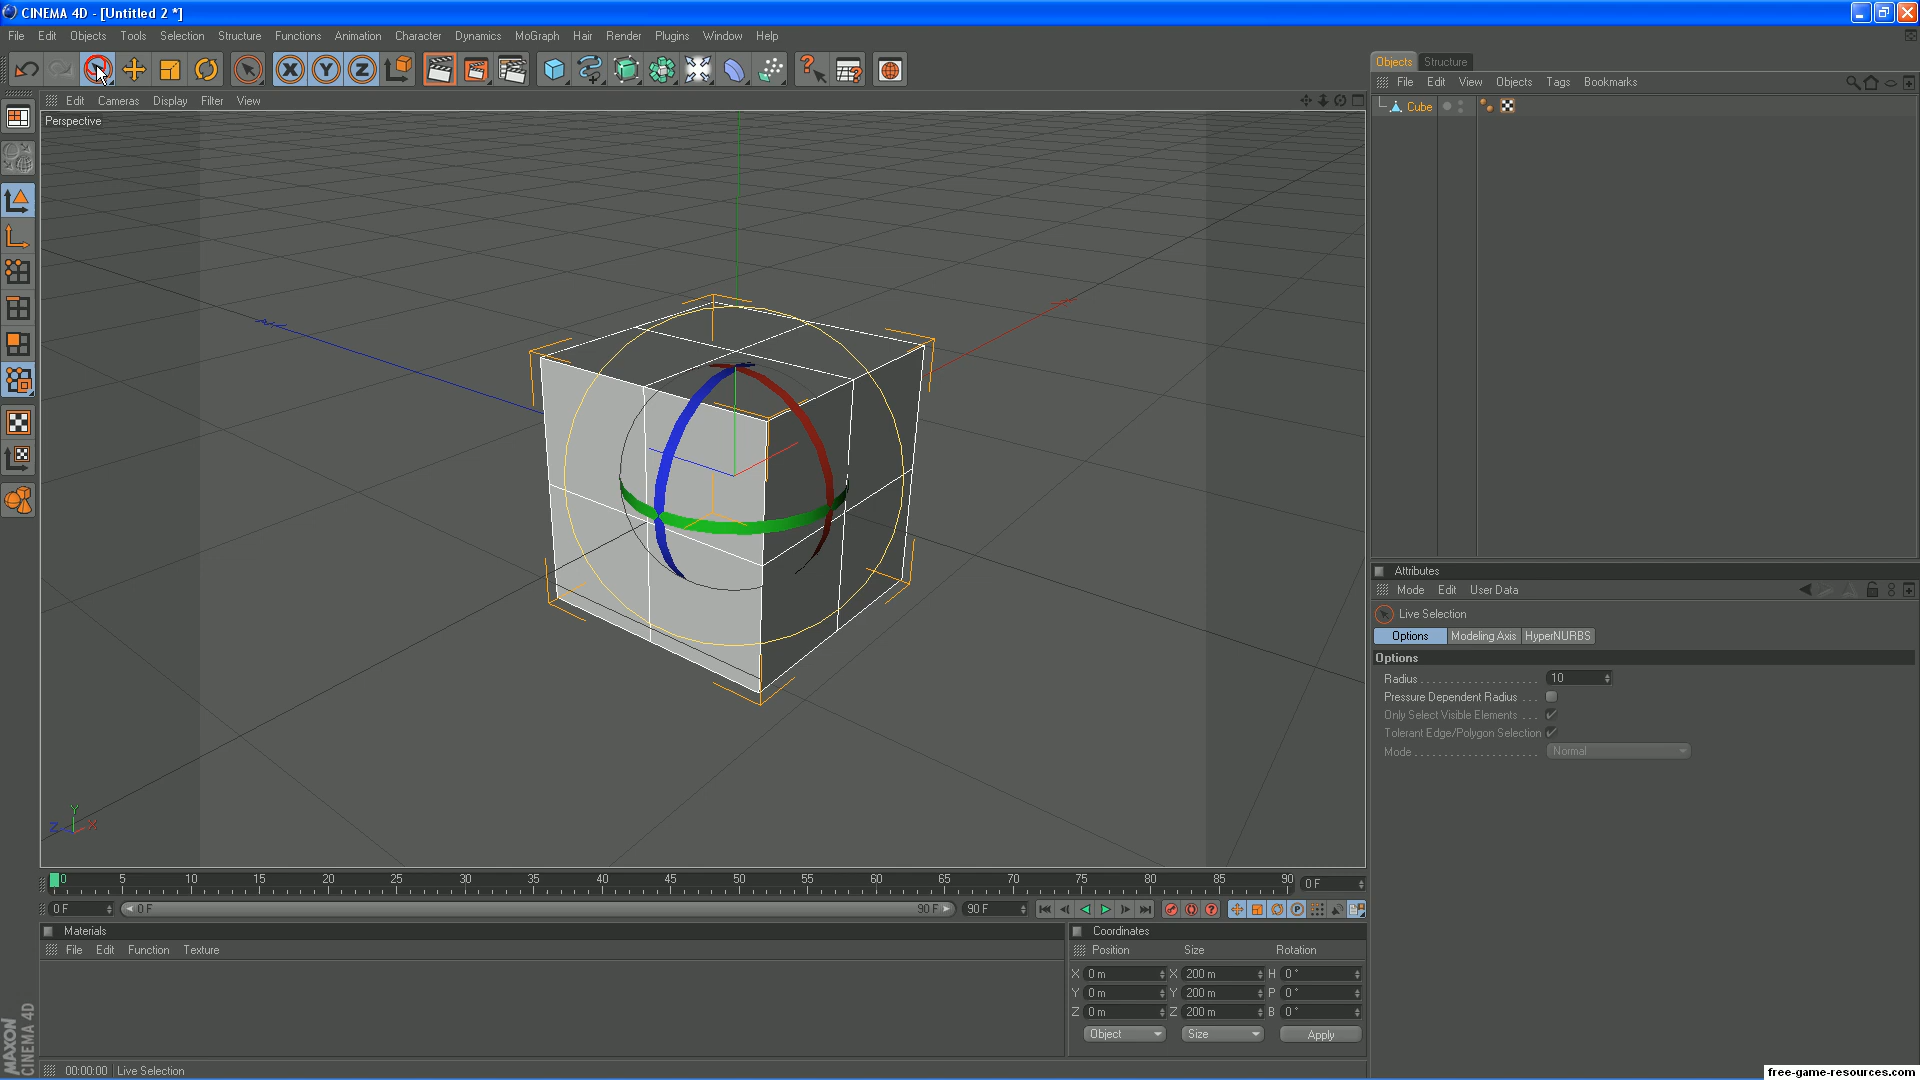 CINEMA 4D - [Untitled 2 *]
File Edit Objects Tools Selection Structure Functions Animation Character Dynamics MoGraph Hair Render Plugins Window Help
Objects Structure
File Edit View Objects Tags Bookmarks
Cube
Edit Cameras Display Filter View
Perspective
Y
Z X
Attributes
Mode Edit User Data
Live Selection
Options Modeling Axis HyperNURBS
Options
Radius 10
Pressure Dependent Radius
Only Select Visible Elements
Tolerant Edge/Polygon Selection
Mode Normal
0 5 10 15 20 25 30 35 40 45 50 55 60 65 70 75 80 85 90 0 F
0 F 0 F 90 F 90 F
Materials
File Edit Function Texture
Coordinates
Position Size Rotation
X 0 m X 200 m H 0 °
Y 0 m Y 200 m P 0 °
Z 0 m Z 200 m B 0 °
Object Size Apply
MAXON
CINEMA 4D
00:00:00 Live Selection
free-game-resources.com